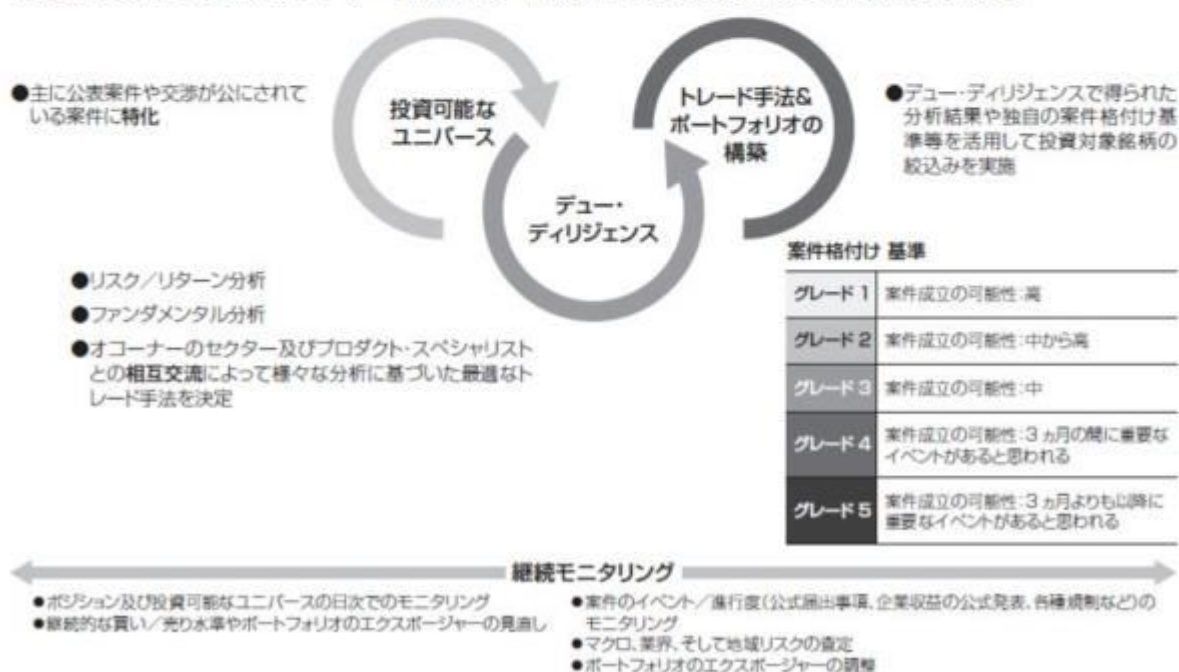 ●主に公表案件や交渉が公にされて
いる案件に特化
投資可能な
ユニバース
トレード手法&
ポートフォリオの
構築
●デュー・ディリジェンスで得られた
分析結果や独自の案件格付け基
準等を活用して投資対象銘柄の
絞込みを実施
デュー・
ディリジェンス
●リスク/リターン分析
●ファンダメンタル分析
●オコーナーのセクター及びプロダクト・スペシャリスト
との相互交流によって様々な分析に基づいた最適なト
レード手法を決定
案件格付け 基準
グレード1 案件成立の可能性:高
グレード2 案件成立の可能性:中から高
グレード3 案件成立の可能性:中
グレード4 案件成立の可能性:3ヵ月の間に重要な
イベントがあると思われる
グレード5 案件成立の可能性:3ヵ月よりも以降に
重要なイベントがあると思われる
継続モニタリング
●ポジション及び投資可能なユニバースの日次でのモニタリング
●継続的な買い/売り水準やポートフォリオのエクスポージャーの見直し
●案件のイベント/進行度(公式届出事項、企業収益の公式発表、各種規制など)の
モニタリング
●マクロ、業界、そして地域リスクの査定
●ポートフォリオのエクスポージャーの調整